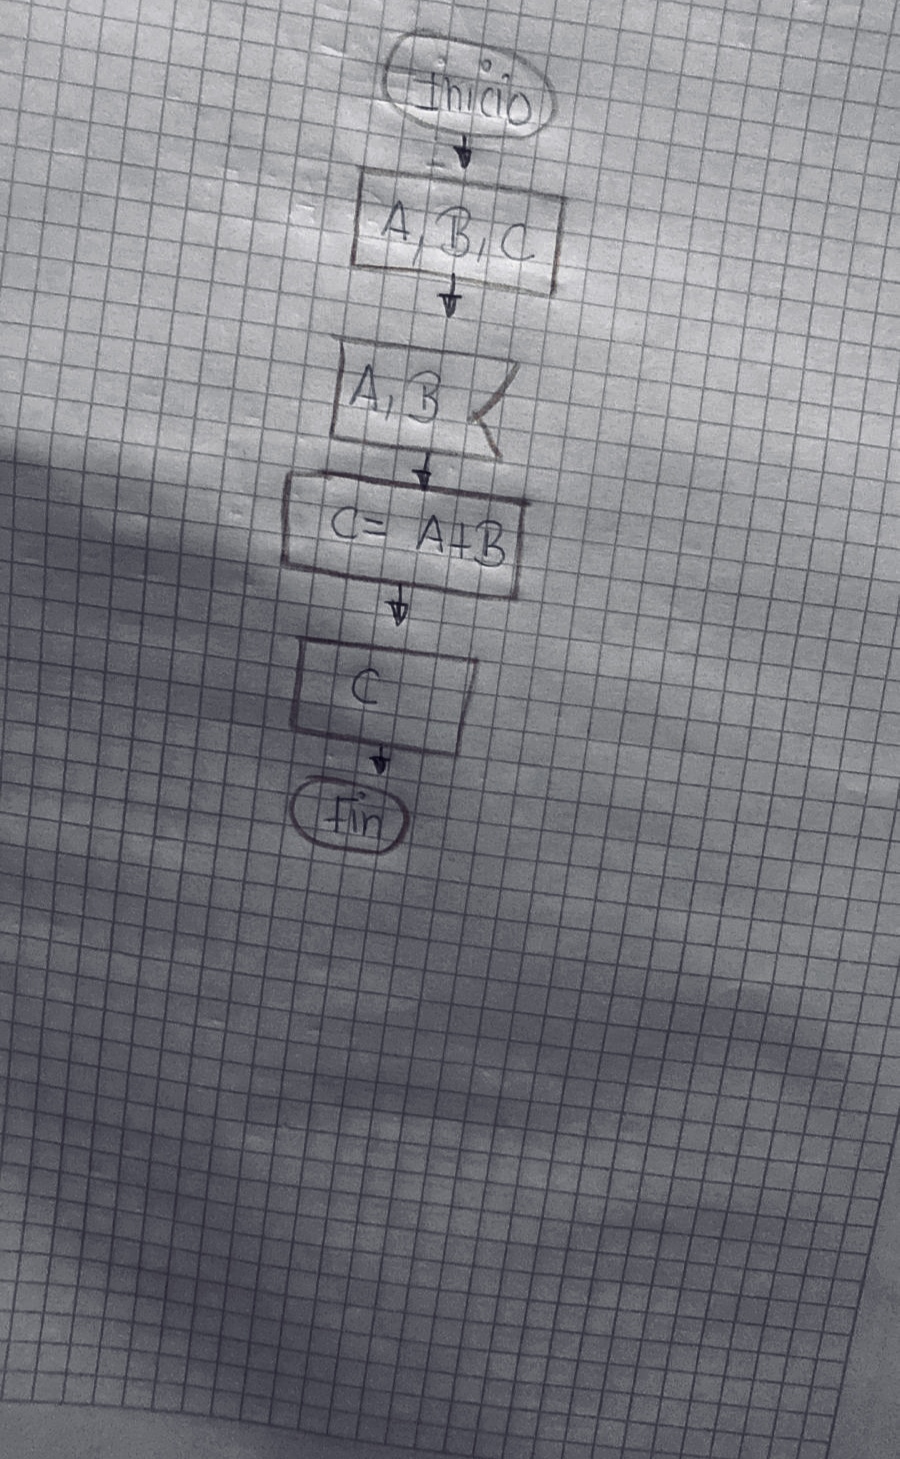 Inicio
A, B, C
A, B
C= A+B
C
Fin